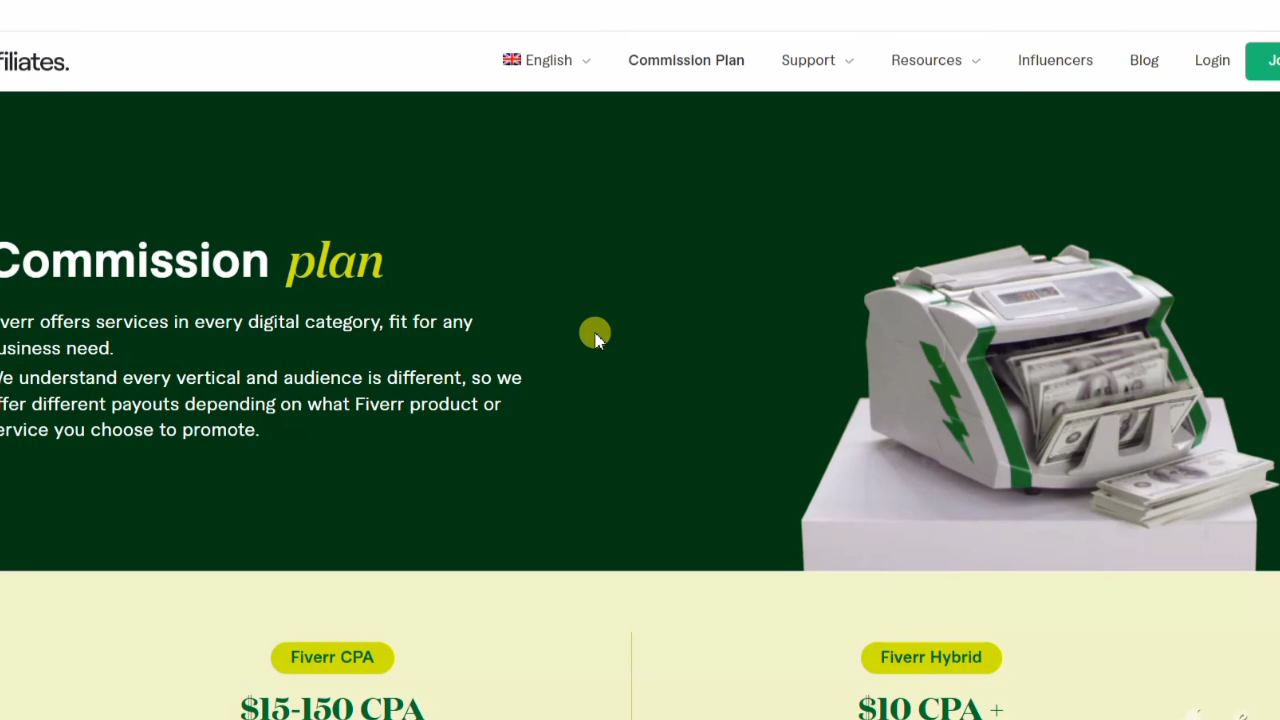 filiates.
English
Commission Plan
Support
Resources
Influencers
Blog
Login
Commission plan
verr offers services in every digital category, fit for any
usiness need.
We understand every vertical and audience is different, so we
ffer different payouts depending on what Fiverr product or
ervice you choose to promote.
Fiverr CPA
Fiverr Hybrid
$15-150 CPA
$10 CPA +